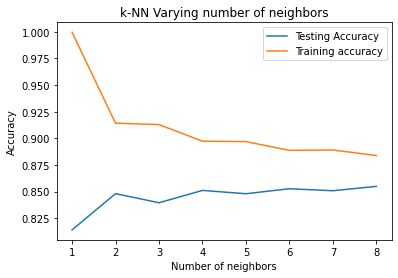 k-NN Varying number of neighbors
Testing Accuracy
Training accuracy
Accuracy
1.000
0.975
0.950
0.925
0.900
0.875
0.850
0.825
1 2 3 4 5 6 7 8
Number of neighbors